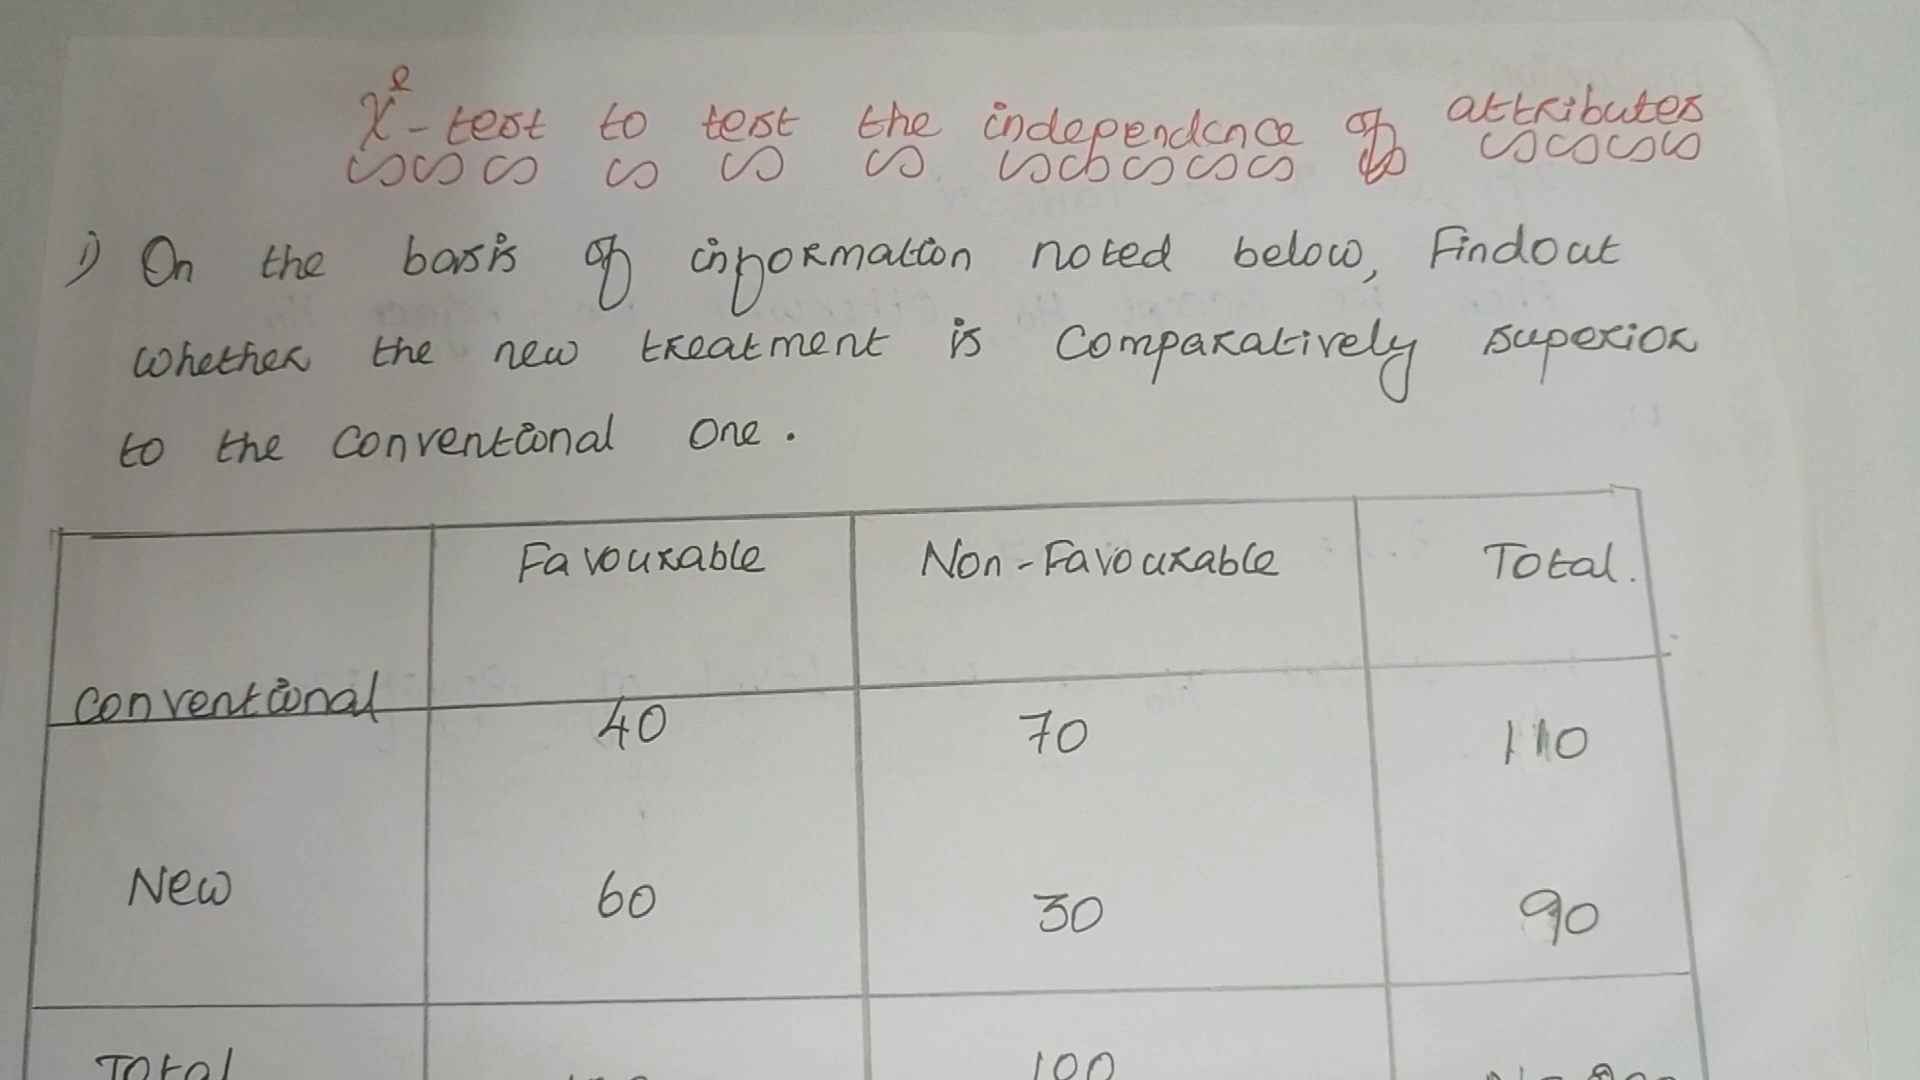 χ²-test to test the independence of attributes
1) On the basis of information noted below, Findout
whether the new treatment is comparatively superior
to the conventional one.
Favourable Non-Favourable Total.
Conventional 40 70 110
New 60 30 90
Total 100